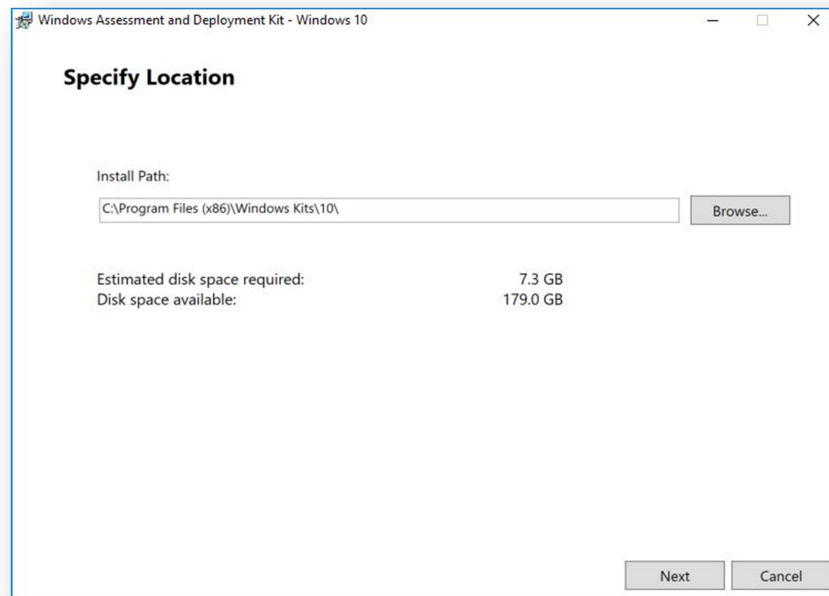 Windows Assessment and Deployment Kit - Windows 10
Specify Location
Install Path:
C:\Program Files (x86)\Windows Kits\10\
Browse...
Estimated disk space required: 7.3 GB
Disk space available: 179.0 GB
Next Cancel